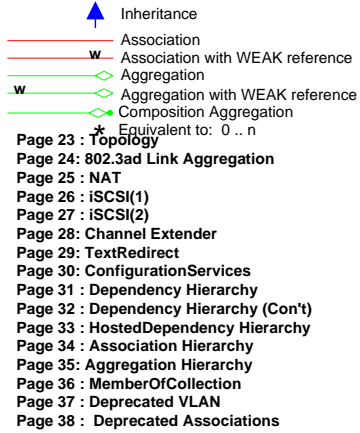 Inheritance
Association
w Association with WEAK reference
Aggregation
w Aggregation with WEAK reference
Composition Aggregation
* Equivalent to: 0 .. n
Page 23 : Topology
Page 24: 802.3ad Link Aggregation
Page 25 : NAT
Page 26 : iSCSI(1)
Page 27 : iSCSI(2)
Page 28: Channel Extender
Page 29: TextRedirect
Page 30: ConfigurationServices
Page 31 : Dependency Hierarchy
Page 32 : Dependency Hierarchy (Con't)
Page 33 : HostedDependency Hierarchy
Page 34 : Association Hierarchy
Page 35: Aggregation Hierarchy
Page 36 : MemberOfCollection
Page 37 : Deprecated VLAN
Page 38 : Deprecated Associations